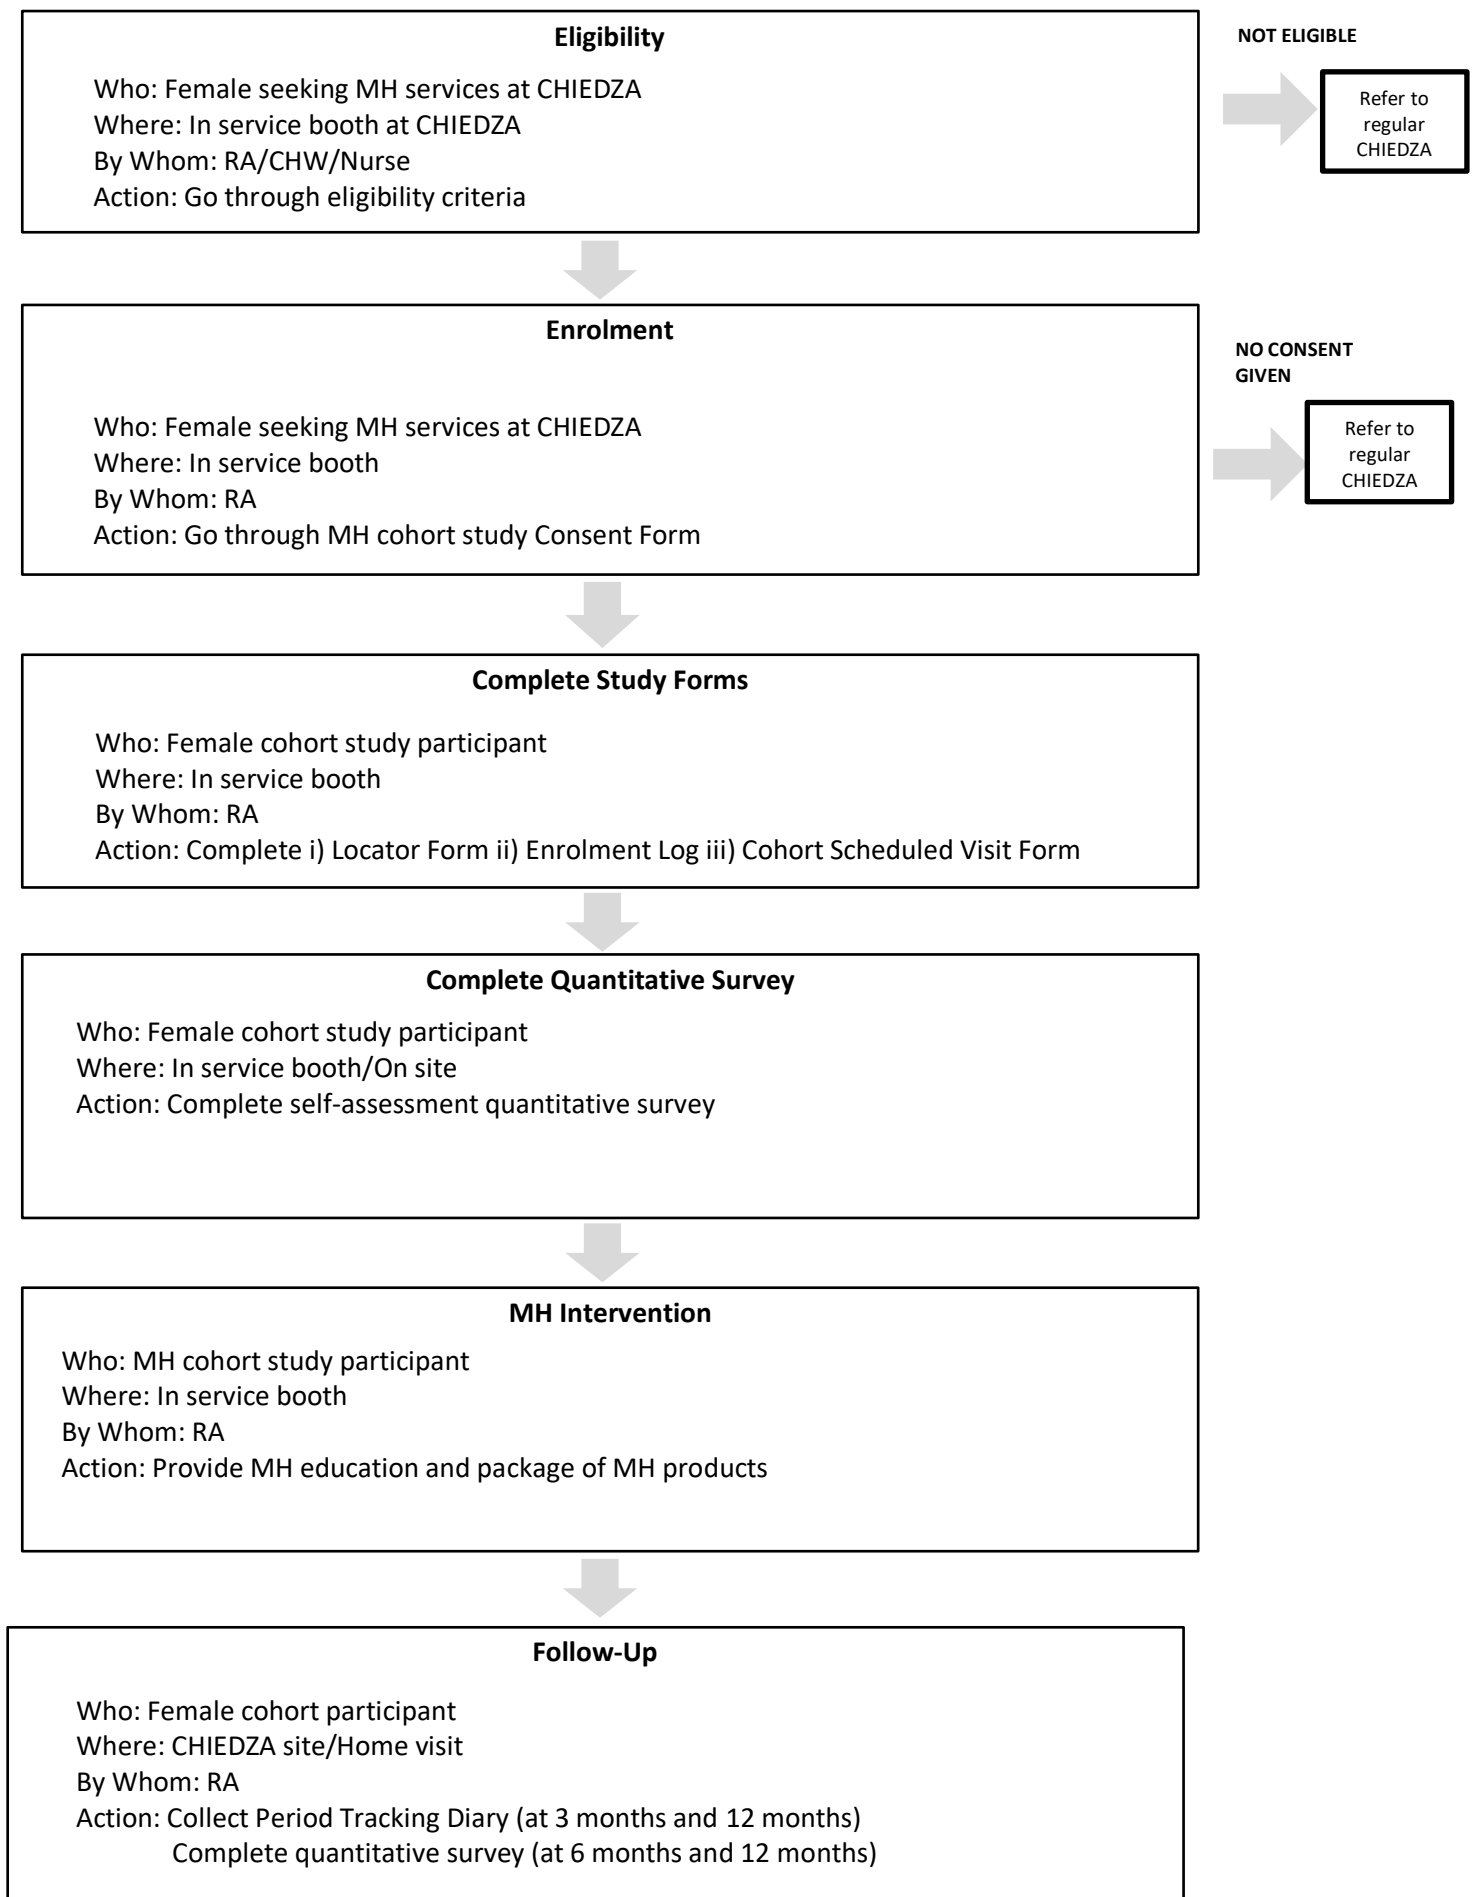 Eligibility
Who: Female seeking MH services at CHIEDZA
Where: In service booth at CHIEDZA
By Whom: RA/CHW/Nurse
Action: Go through eligibility criteria
NOT ELIGIBLE
Refer to
regular
CHIEDZA
Enrolment
Who: Female seeking MH services at CHIEDZA
Where: In service booth
By Whom: RA
Action: Go through MH cohort study Consent Form
NO CONSENT
GIVEN
Refer to
regular
CHIEDZA
Complete Study Forms
Who: Female cohort study participant
Where: In service booth
By Whom: RA
Action: Complete i) Locator Form ii) Enrolment Log iii) Cohort Scheduled Visit Form
Complete Quantitative Survey
Who: Female cohort study participant
Where: In service booth/On site
Action: Complete self-assessment quantitative survey
MH Intervention
Who: MH cohort study participant
Where: In service booth
By Whom: RA
Action: Provide MH education and package of MH products
Follow-Up
Who: Female cohort participant
Where: CHIEDZA site/Home visit
By Whom: RA
Action: Collect Period Tracking Diary (at 3 months and 12 months)
Complete quantitative survey (at 6 months and 12 months)